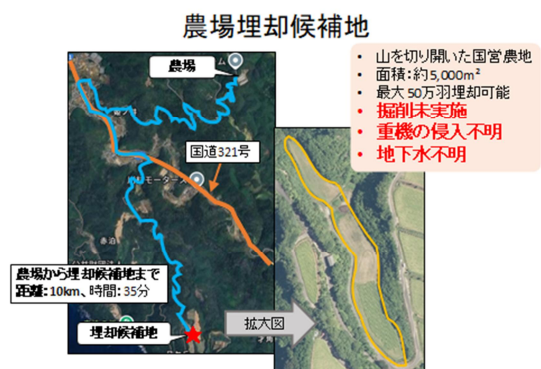 農場埋却候補地
農場
国道321号
赤泊
農場から埋却候補地まで
距離:10km、時間:35分
埋却候補地
拡大図
• 山を切り開いた国営農地
• 面積:約5,000m²
• 最大50万羽埋却可能
• 掘削未実施
• 重機の侵入不明
• 地下水不明